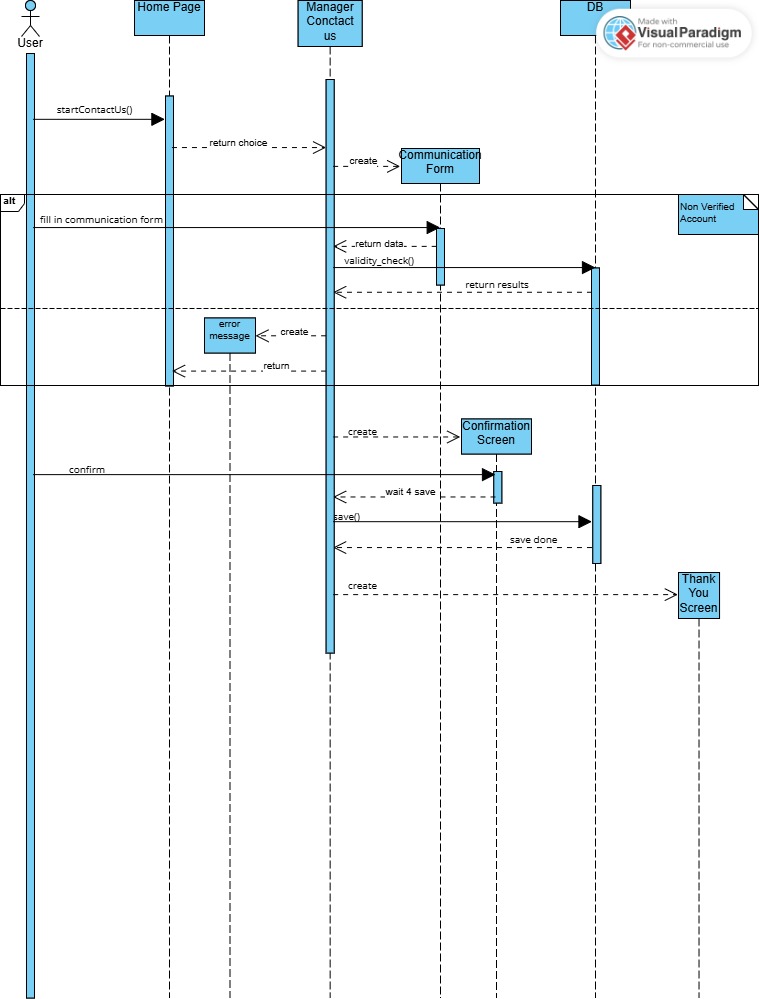 Home Page
Manager
Conctact
us
DB
Made with
VisualParadigm
For non-commercial use
User
startContactUs()
return choice
create
Communication
Form
alt
Non Verified
Account
fill in communication form
return data
validity_check()
return results
error
message
create
return
create
Confirmation
Screen
confirm
wait 4 save
save()
save done
create
Thank
You
Screen